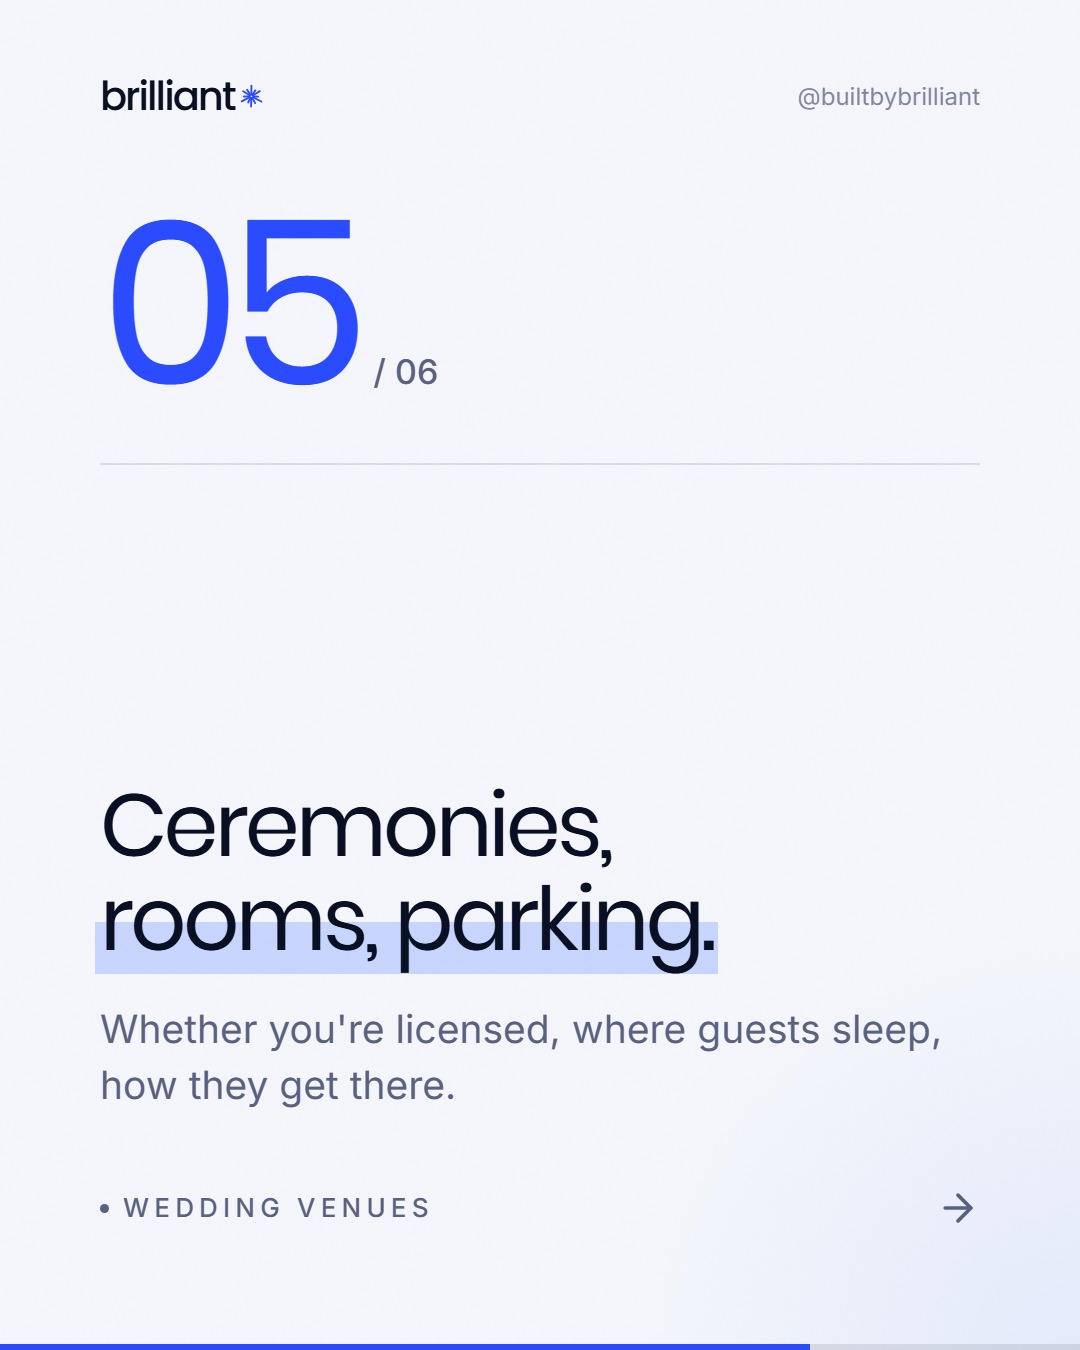 brilliant
@builtbybrilliant
05 / 06
Ceremonies,
rooms, parking.
Whether you're licensed, where guests sleep,
how they get there.
• WEDDING VENUES